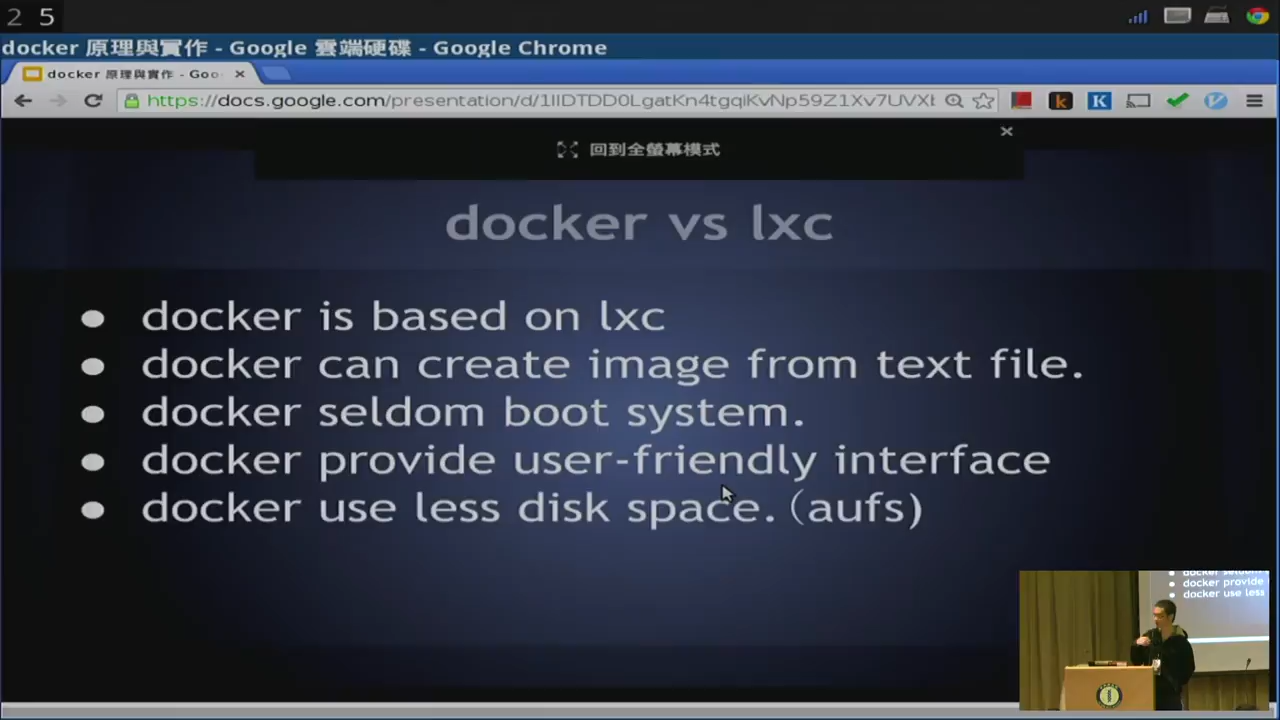 2 5
docker 原理與實作 - Google 雲端硬碟 - Google Chrome
docker 原理與實作 - Goo
https://docs.google.com/presentation/d/1IIDTDD0LgatKn4tgqiKvNp59Z1Xv7UVXI
回到全螢幕模式
docker vs lxc
• docker is based on lxc
• docker can create image from text file.
• docker seldom boot system.
• docker provide user-friendly interface
• docker use less disk space.（aufs)
• docker seldom
• docker provide
• docker use less